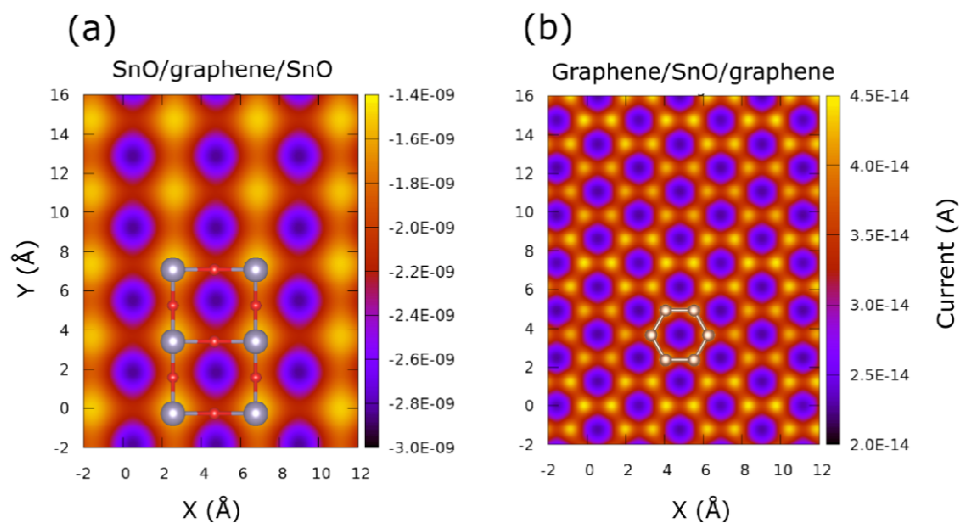 (a)
SnO/graphene/SnO
16
14
12
10
8
6
4
2
0
-2
Y (Å)
-2 0 2 4 6 8 10 12
X (Å)
-1.4E-09
-1.6E-09
-1.8E-09
-2.0E-09
-2.2E-09
-2.4E-09
-2.6E-09
-2.8E-09
-3.0E-09
(b)
Graphene/SnO/graphene
16
14
12
10
8
6
4
2
0
-2
-2 0 2 4 6 8 10 12
X (Å)
4.5E-14
4.0E-14
3.5E-14
3.0E-14
2.5E-14
2.0E-14
Current (A)